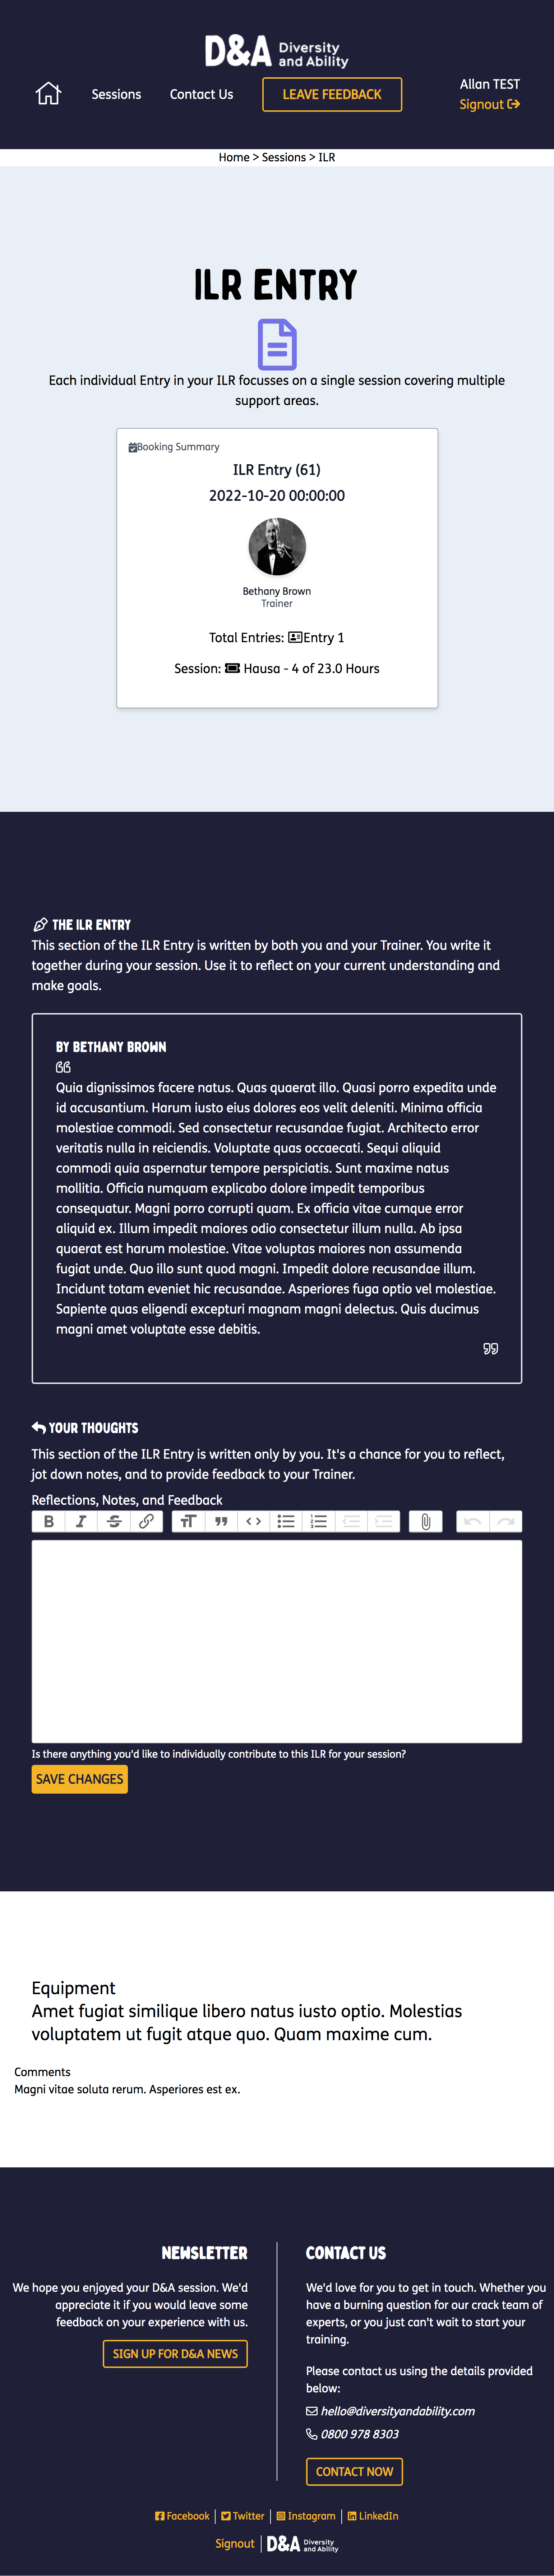 D&A Diversity
and Ability
Sessions
Contact Us
LEAVE FEEDBACK
Allan TEST
Signout
Home > Sessions > ILR
ILR ENTRY
Each individual Entry in your ILR focusses on a single session covering multiple
support areas.
Booking Summary
ILR Entry (61)
2022-10-20 00:00:00
Bethany Brown
Trainer
Total Entries: Entry 1
Session: Hausa - 4 of 23.0 Hours
THE ILR ENTRY
This section of the ILR Entry is written by both you and your Trainer. You write it
together during your session. Use it to reflect on your current understanding and
make goals.
BY BETHANY BROWN
Quia dignissimos facere natus. Quas quaerat illo. Quasi porro expedita unde
id accusantium. Harum iusto eius dolores eos velit deleniti. Minima officia
molestiae commodi. Sed consectetur recusandae fugiat. Architecto error
veritatis nulla in reiciendis. Voluptate quas occaecati. Sequi aliquid
commodi quia aspernatur tempore perspiciatis. Sunt maxime natus
mollitia. Officia numquam explicabo dolore impedit temporibus
consequatur. Magni porro corrupti quam. Ex officia vitae cumque error
aliquid ex. Illum impedit maiores odio consectetur illum nulla. Ab ipsa
quaerat est harum molestiae. Vitae voluptas maiores non assumenda
fugiat unde. Quo illo sunt quod magni. Impedit dolore recusandae illum.
Incidunt totam eveniet hic recusandae. Asperiores fuga optio vel molestiae.
Sapiente quas eligendi excepturi magnam magni delectus. Quis ducimus
magni amet voluptate esse debitis.
YOUR THOUGHTS
This section of the ILR Entry is written only by you. It's a chance for you to reflect,
jot down notes, and to provide feedback to your Trainer.
Reflections, Notes, and Feedback
Is there anything you'd like to individually contribute to this ILR for your session?
SAVE CHANGES
Equipment
Amet fugiat similique libero natus iusto optio. Molestias
voluptatem ut fugit atque quo. Quam maxime cum.
Comments
Magni vitae soluta rerum. Asperiores est ex.
NEWSLETTER
We hope you enjoyed your D&A session. We'd
appreciate it if you would leave some
feedback on your experience with us.
SIGN UP FOR D&A NEWS
CONTACT US
We'd love for you to get in touch. Whether you
have a burning question for our crack team of
experts, or you just can't wait to start your
training.
Please contact us using the details provided
below:
hello@diversityandability.com
0800 978 8303
CONTACT NOW
Facebook | Twitter | Instagram | LinkedIn
Signout | D&A Diversity
and Ability